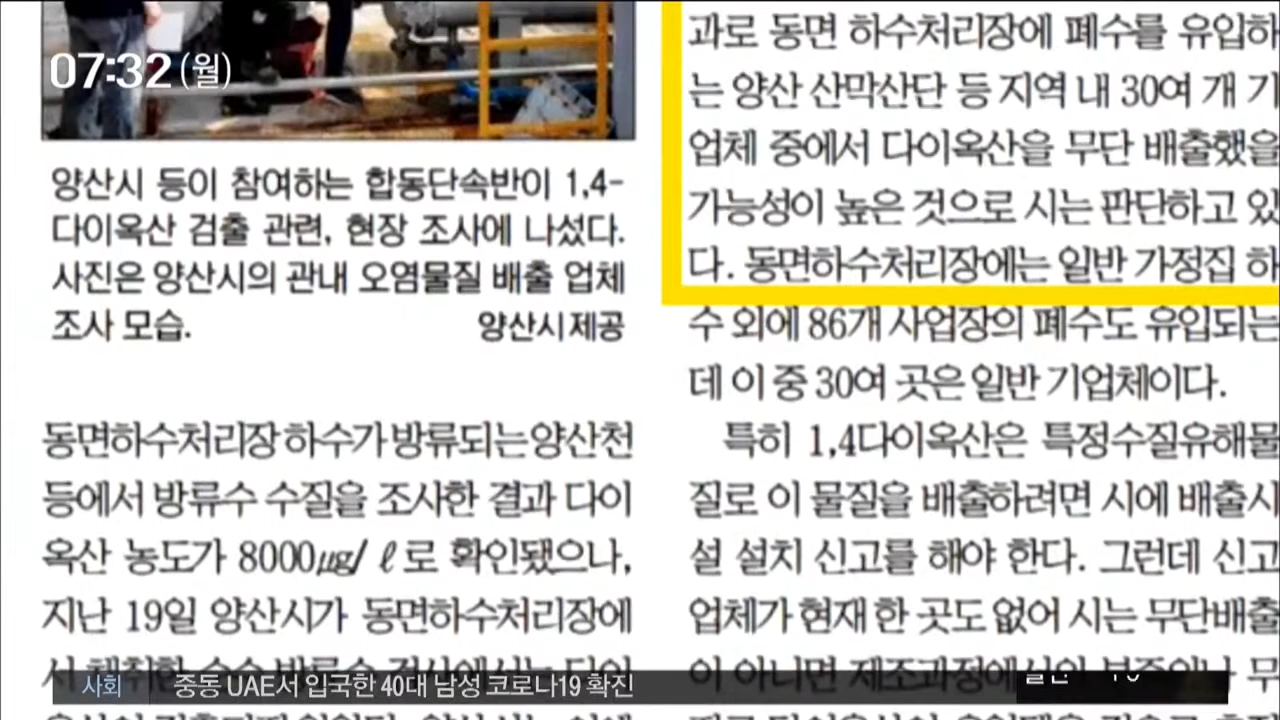 07:32 (월)
양산시 등이 참여하는 합동단속반이 1,4-
다이옥산 검출 관련, 현장 조사에 나섰다.
사진은 양산시의 관내 오염물질 배출 업체
조사 모습. 양산시 제공
동면하수처리장 하수가 방류되는 양산천
등에서 방류수 수질을 조사한 결과 다이
옥산 농도가 8000㎍/ℓ로 확인됐으나,
지난 19일 양산시가 동면하수처리장에
과로 동면 하수처리장에 폐수를 유입하
는 양산 산막산단 등 지역 내 30여 개 기
업체 중에서 다이옥산을 무단 배출했을
가능성이 높은 것으로 시는 판단하고 있
다. 동면하수처리장에는 일반 가정집 하
수 외에 86개 사업장의 폐수도 유입되는
데 이 중 30여 곳은 일반 기업체이다.
특히 1,4다이옥산은 특정수질유해물
질로 이 물질을 배출하려면 시에 배출시
설 설치 신고를 해야 한다. 그런데 신고
업체가 현재 한 곳도 없어 시는 무단배출
이 아니면
사회 중동 UAE서 입국한 40대 남성 코로나19 확진